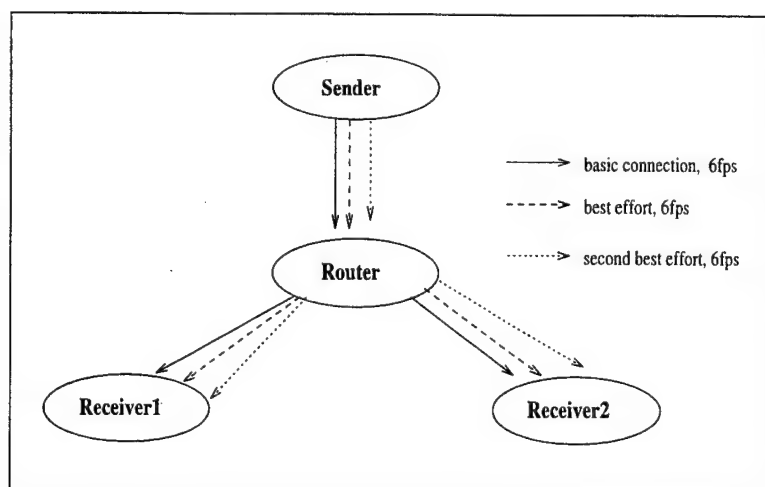 Sender
basic connection, 6fps
best effort, 6fps
second best effort, 6fps
Router
Receiver1
Receiver2